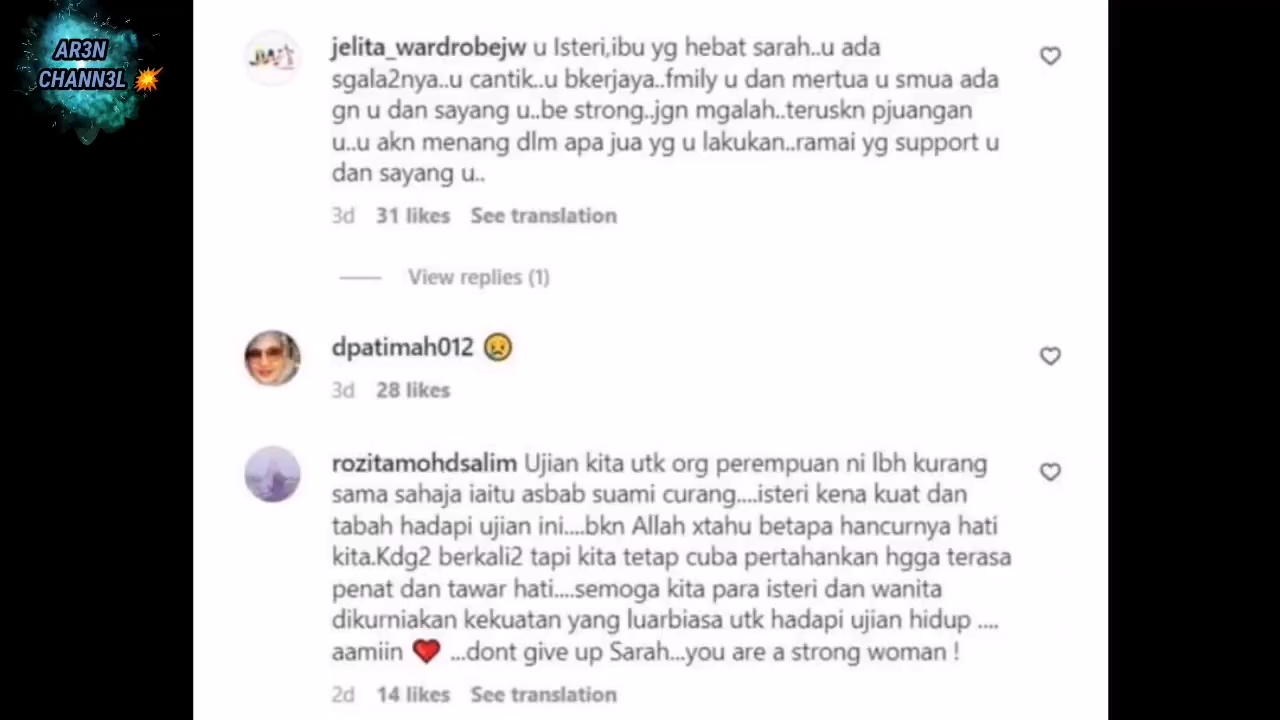 AR3N
CHANN3L
JWT
jelita_wardrobejw u Isteri,ibu yg hebat sarah..u ada
sgala2nya..u cantik..u bkerjaya..fmily u dan mertua u smua ada
gn u dan sayang u..be strong..jgn mgalah..teruskn pjuangan
u..u akn menang dlm apa jua yg u lakukan..ramai yg support u
dan sayang u..
3d 31 likes See translation
View replies (1)
dpatimah012 😢
3d 28 likes
rozitamohdsalim Ujian kita utk org perempuan ni lbh kurang
sama sahaja iaitu asbab suami curang....isteri kena kuat dan
tabah hadapi ujian ini....bkn Allah xtahu betapa hancurnya hati
kita.Kdg2 berkali2 tapi kita tetap cuba pertahankan hgga terasa
penat dan tawar hati....semoga kita para isteri dan wanita
dikurniakan kekuatan yang luarbiasa utk hadapi ujian hidup ....
aamiin ❤️ ...dont give up Sarah...you are a strong woman !
2d 14 likes See translation